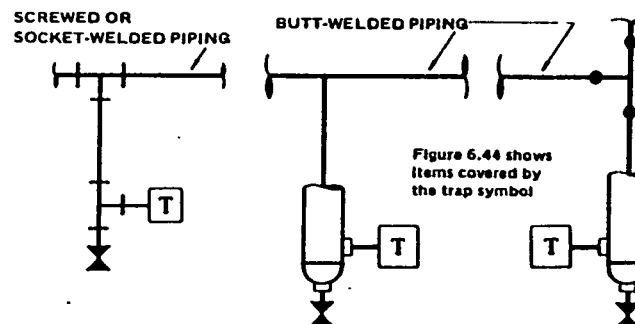 SCREWED OR
SOCKET-WELDED PIPING
BUTT-WELDED PIPING
Figure 6.44 shows
items covered by
the trap symbol
T
T
T